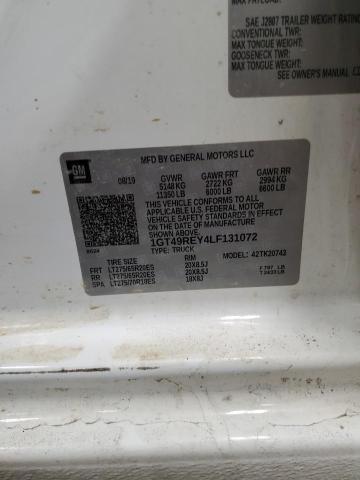 MAX PAYLOAD:
SAE J2807 TRAILER WEIGHT RATING
CONVENTIONAL TWR:
MAX TONGUE WEIGHT:
GOOSENECK TWR:
MAX TONGUE WEIGHT:
SEE OWNER'S MANUAL
GM
08/19
MFD BY GENERAL MOTORS LLC
GVWR GAWR FRT GAWR RR
5148 KG 2722 KG 2994 KG
11350 LB 6000 LB 6600 LB
THIS VEHICLE CONFORMS TO ALL
APPLICABLE U.S. FEDERAL MOTOR
VEHICLE SAFETY STANDARDS IN
EFFECT ON THE DATE OF
MANUFACTURE SHOWN ABOVE.
1GT49REY4LF131072
TYPE: TRUCK
MODEL: 42TK20743
TIRE SIZE RIM
FRT LT275/65R20ES 20X8.5J
RR LT275/65R20ES 20X8.5J
SPA LT275/70R18ES 18X8J